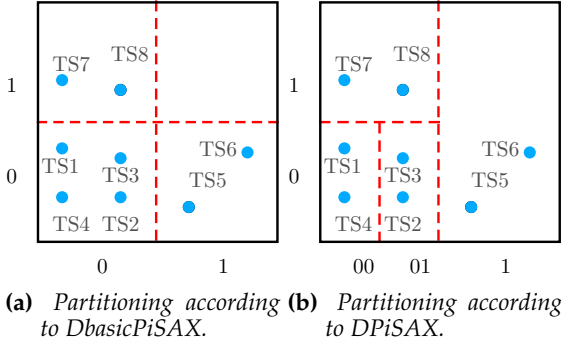 TS7 TS8
1
TS1 TS3 TS6
0
TS5
TS4 TS2
0 1
(a) Partitioning according
to DbasicPiSAX.
TS7 TS8
1
TS1 TS3 TS6
0
TS5
TS4 TS2
00 01 1
(b) Partitioning according
to DPiSAX.